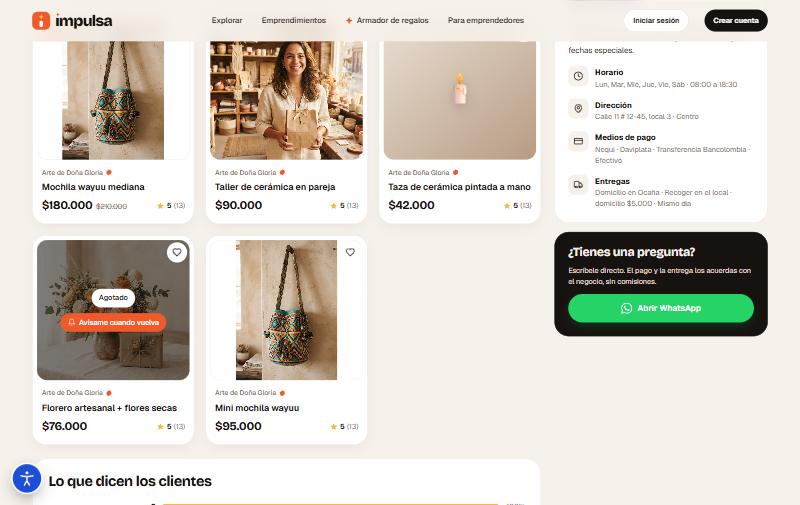 impulsa
Explorar
Emprendimientos
Armador de regalos
Para emprendedores
Iniciar sesión
Crear cuenta
Arte de Doña Gloria
Mochila wayuu mediana
$180.000 $210.000
5 (13)
Arte de Doña Gloria
Taller de cerámica en pareja
$90.000
5 (13)
Arte de Doña Gloria
Taza de cerámica pintada a mano
$42.000
5 (13)
fechas especiales.
Horario
Lun, Mar, Mié, Jue, Vie, Sáb · 08:00 a 18:30
Dirección
Calle 11 # 12-45, local 3 · Centro
Medios de pago
Nequi · Daviplata · Transferencia Bancolombia ·
Efectivo
Entregas
Domicilio en Ocaña · Recoger en el local ·
domicilio $5.000 · Mismo día
Agotado
Avísame cuando vuelva
Arte de Doña Gloria
Florero artesanal + flores secas
$76.000
5 (13)
Arte de Doña Gloria
Mini mochila wayuu
$95.000
5 (13)
¿Tienes una pregunta?
Escríbele directo. El pago y la entrega los acuerdas con
el negocio, sin comisiones.
Abrir WhatsApp
Lo que dicen los clientes